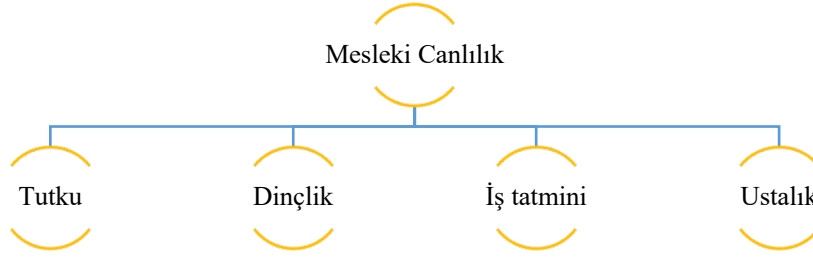 Mesleki Canlılık
Tutku
Dinçlik
İş tatmini
Ustalık